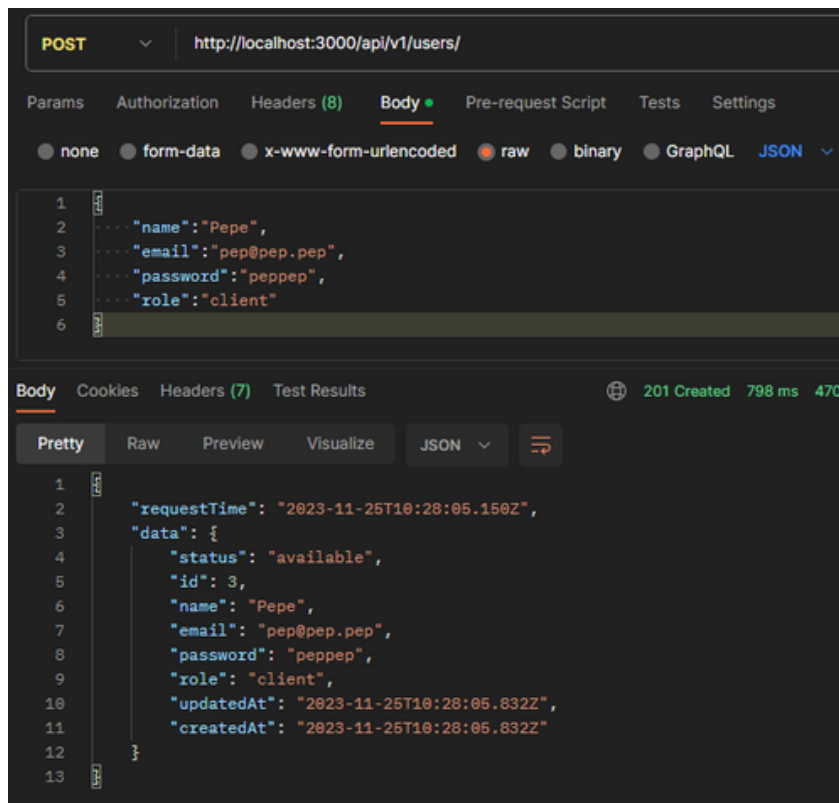 POST http://localhost:3000/api/v1/users/
Params Authorization Headers (8) Body Pre-request Script Tests Settings
none form-data x-www-form-urlencoded raw binary GraphQL JSON
1 {
2 "name":"Pepe",
3 "email":"pep@pep.pep",
4 "password":"peppep",
5 "role":"client"
6 }
Body Cookies Headers (7) Test Results 201 Created 798 ms 470
Pretty Raw Preview Visualize JSON
1 {
2 "requestTime": "2023-11-25T10:28:05.150Z",
3 "data": {
4 "status": "available",
5 "id": 3,
6 "name": "Pepe",
7 "email": "pep@pep.pep",
8 "password": "peppep",
9 "role": "client",
10 "updatedAt": "2023-11-25T10:28:05.832Z",
11 "createdAt": "2023-11-25T10:28:05.832Z"
12 }
13 }